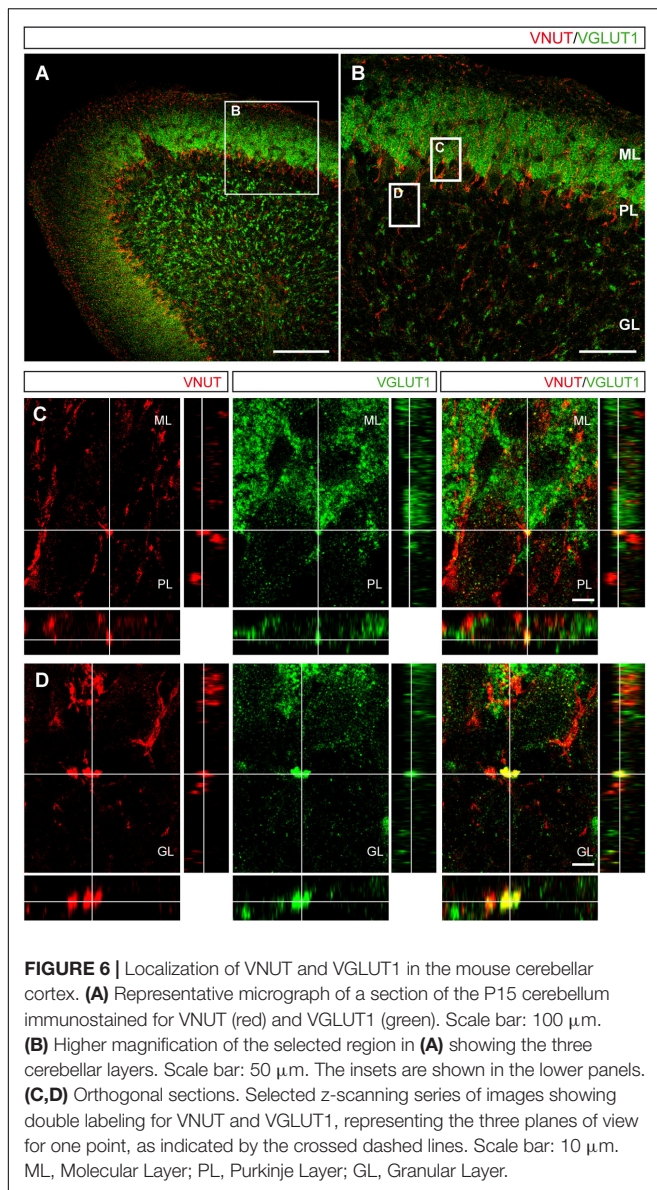 VNUT/VGLUT1
A
B
B
C
D
ML
PL
GL
VNUT
VGLUT1
VNUT/VGLUT1
C
ML
ML
ML
PL
PL
PL
D
GL
GL
GL
FIGURE 6 | Localization of VNUT and VGLUT1 in the mouse cerebellar
cortex. (A) Representative micrograph of a section of the P15 cerebellum
immunostained for VNUT (red) and VGLUT1 (green). Scale bar: 100 μm.
(B) Higher magnification of the selected region in (A) showing the three
cerebellar layers. Scale bar: 50 μm. The insets are shown in the lower panels.
(C,D) Orthogonal sections. Selected z-scanning series of images showing
double labeling for VNUT and VGLUT1, representing the three planes of view
for one point, as indicated by the crossed dashed lines. Scale bar: 10 μm.
ML, Molecular Layer; PL, Purkinje Layer; GL, Granular Layer.